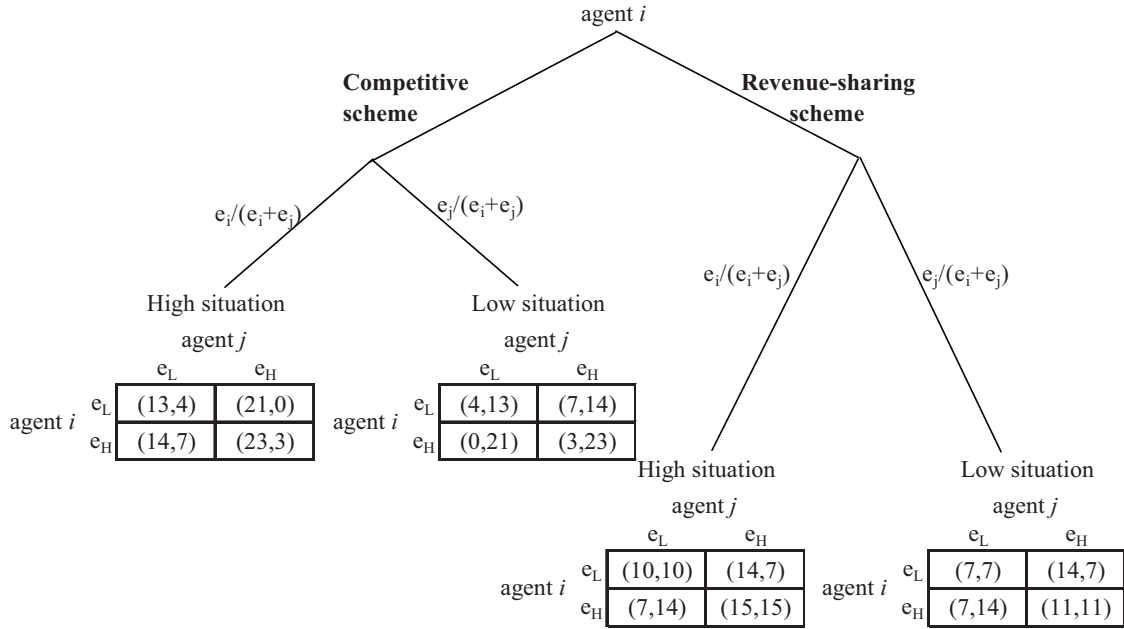 agent i
Competitive
scheme
Revenue-sharing
scheme
e_i/(e_i+e_j)
e_j/(e_i+e_j)
High situation
Low situation
agent j
e_L e_H
e_L e_H
agent i e_L (13,4) (21,0)
e_H (14,7) (23,3)
agent i e_L (4,13) (7,14)
e_H (0,21) (3,23)
e_i/(e_i+e_j)
e_j/(e_i+e_j)
High situation
Low situation
agent j
agent j
e_L e_H
e_L e_H
agent i e_L (10,10) (14,7)
e_H (7,14) (15,15)
agent i e_L (7,7) (14,7)
e_H (7,14) (11,11)